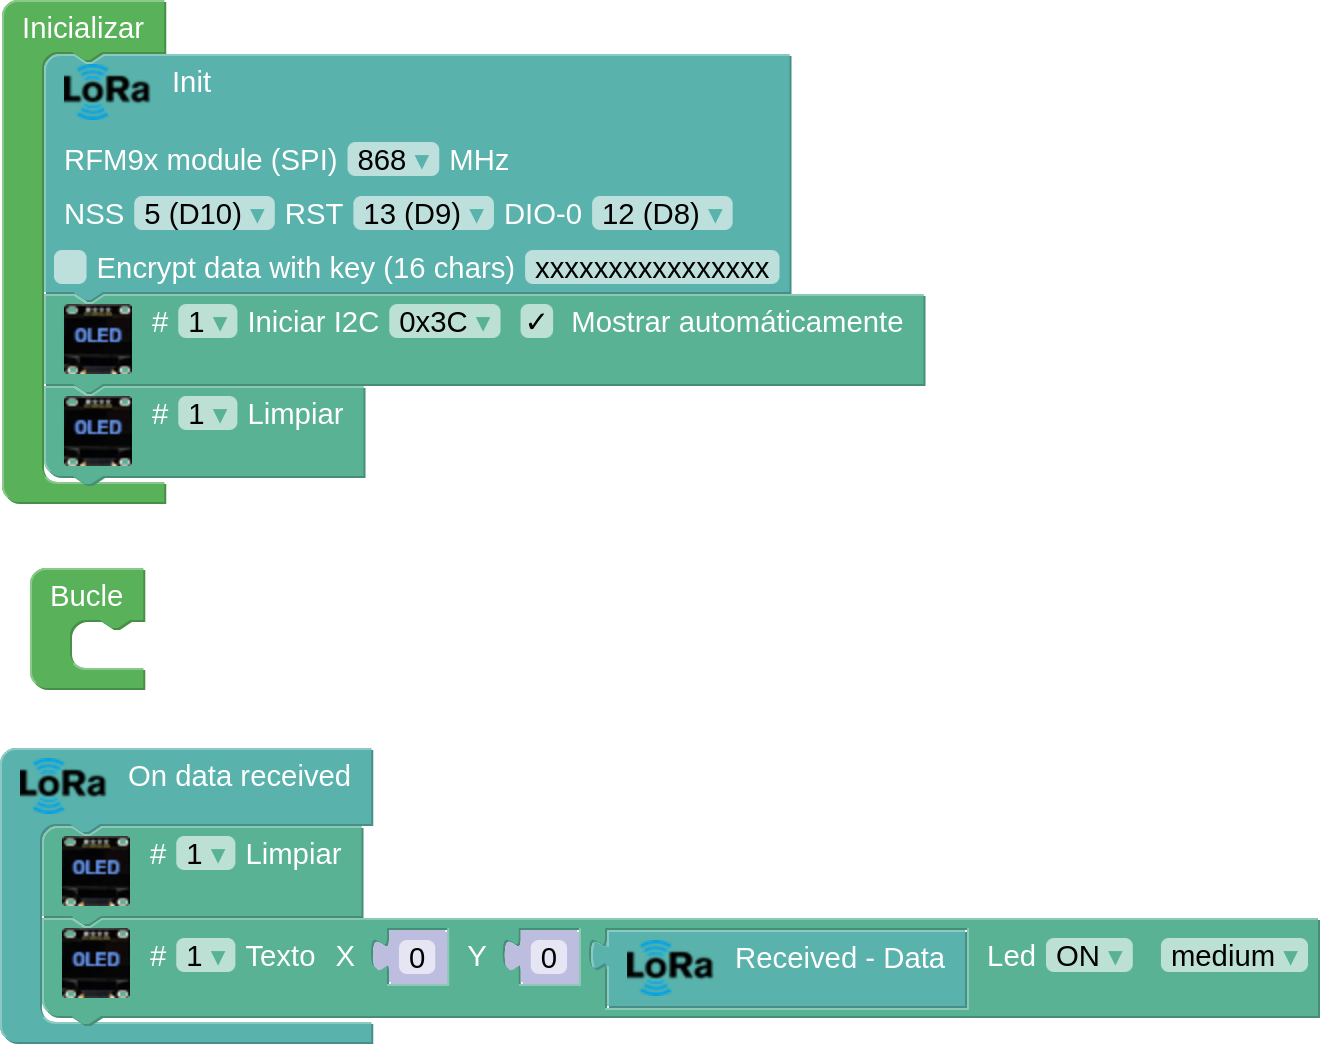 Inicializar
LoRa Init
RFM9x module (SPI) 868 ▾ MHz
NSS 5 (D10) ▾ RST 13 (D9) ▾ DIO-0 12 (D8) ▾
Encrypt data with key (16 chars) xxxxxxxxxxxxxxxx
OLED # 1 ▾ Iniciar I2C 0x3C ▾ ✓ Mostrar automáticamente
OLED # 1 ▾ Limpiar
Bucle
LoRa On data received
OLED # 1 ▾ Limpiar
OLED # 1 ▾ Texto X 0 Y 0 LoRa Received - Data Led ON ▾ medium ▾